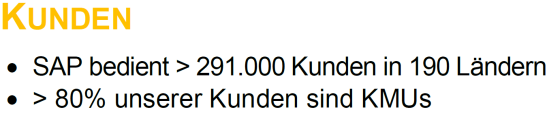 KUNDEN
• SAP bedient > 291.000 Kunden in 190 Ländern
• > 80% unserer Kunden sind KMUs